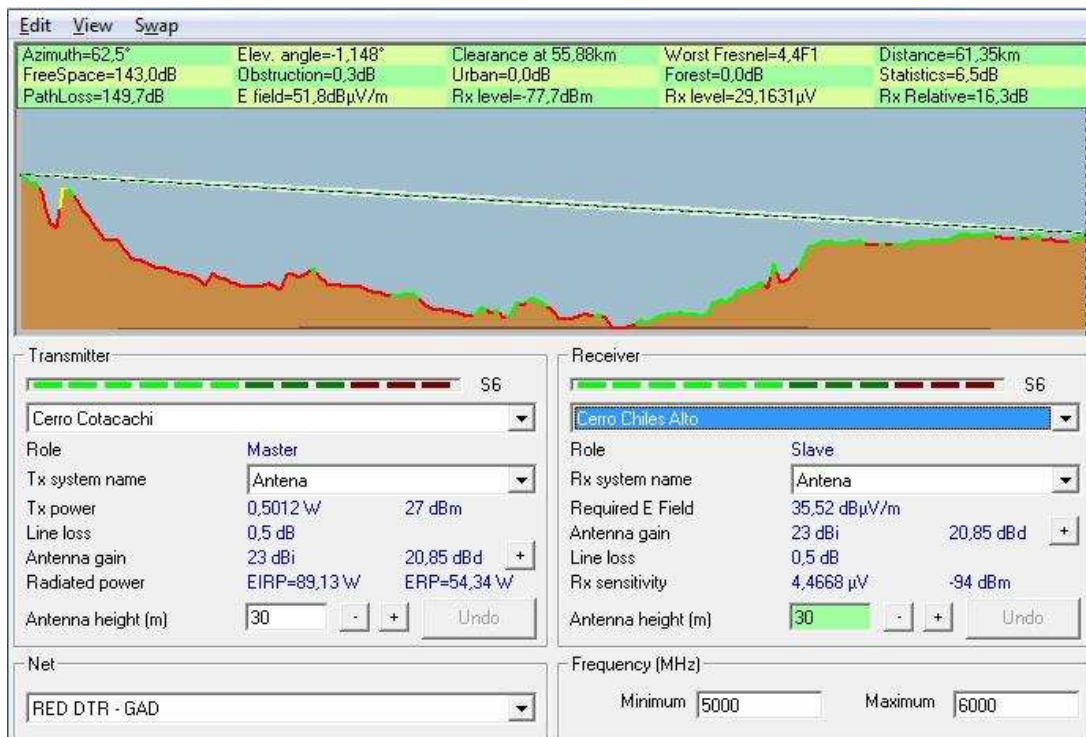 Edit View Swap
Azimuth=62,5° Elev. angle=-1,148° Clearance at 55,88km Worst Fresnel=4,4F1 Distance=61,35km
FreeSpace=143,0dB Obstruction=0,3dB Urban=0,0dB Forest=0,0dB Statistics=6,5dB
PathLoss=149,7dB E field=51,8dBµV/m Rx level=-77,7dBm Rx level=29,1631µV Rx Relative=16,3dB
Transmitter
S6
Cerro Cotacachi
Role Master
Tx system name Antena
Tx power 0,5012 W 27 dBm
Line loss 0,5 dB
Antenna gain 23 dBi 20,85 dBd +
Radiated power EIRP=89,13 W ERP=54,34 W
Antenna height (m) 30 - + Undo
Receiver
S6
Cerro Chiles Alto
Role Slave
Rx system name Antena
Required E Field 35,52 dBµV/m
Antenna gain 23 dBi 20,85 dBd +
Line loss 0,5 dB
Rx sensitivity 4,4668 µV -94 dBm
Antenna height (m) 30 - + Undo
Net
RED DTR - GAD
Frequency (MHz)
Minimum 5000 Maximum 6000